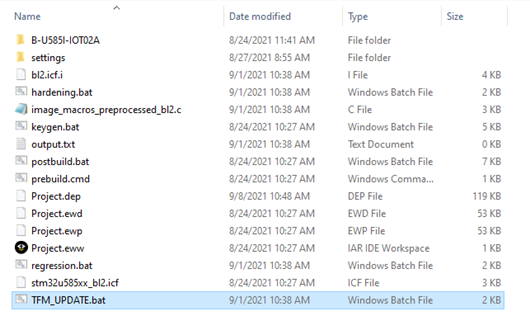 Name Date modified Type Size
B-U585I-IOT02A 8/24/2021 11:41 AM File folder
settings 8/27/2021 8:55 AM File folder
bl2.icf.i 9/1/2021 10:38 AM I File 4 KB
hardening.bat 9/1/2021 10:38 AM Windows Batch File 2 KB
image_macros_preprocessed_bl2.c 9/1/2021 10:38 AM C File 3 KB
keygen.bat 8/24/2021 10:27 AM Windows Batch File 5 KB
output.txt 9/1/2021 10:38 AM Text Document 0 KB
postbuild.bat 8/24/2021 10:27 AM Windows Batch File 7 KB
prebuild.cmd 8/24/2021 10:27 AM Windows Comma... 6 KB
Project.dep 9/8/2021 10:48 AM DEP File 119 KB
Project.ewd 8/24/2021 10:27 AM EWD File 53 KB
Project.ewp 8/24/2021 10:27 AM EWP File 53 KB
Project.eww 8/24/2021 10:27 AM IAR IDE Workspace 1 KB
regression.bat 9/1/2021 10:38 AM Windows Batch File 2 KB
stm32u585xx_bl2.icf 8/24/2021 10:27 AM ICF File 3 KB
TFM_UPDATE.bat 9/1/2021 10:38 AM Windows Batch File 2 KB